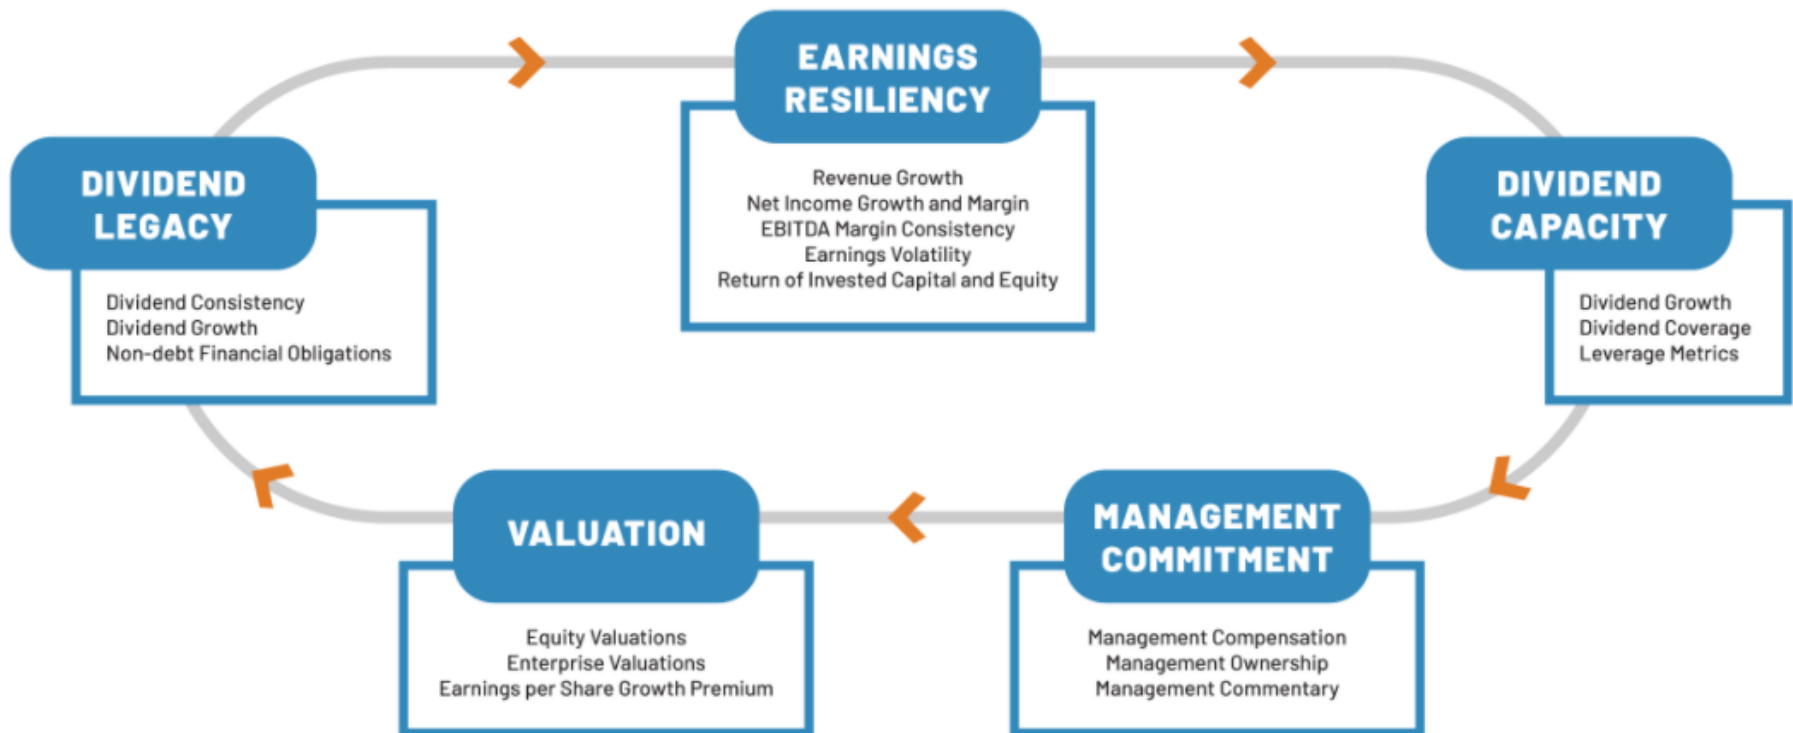 EARNINGS
RESILIENCY
Revenue Growth
Net Income Growth and Margin
EBITDA Margin Consistency
Earnings Volatility
Return of Invested Capital and Equity
DIVIDEND
LEGACY
Dividend Consistency
Dividend Growth
Non-debt Financial Obligations
DIVIDEND
CAPACITY
Dividend Growth
Dividend Coverage
Leverage Metrics
VALUATION
Equity Valuations
Enterprise Valuations
Earnings per Share Growth Premium
MANAGEMENT
COMMITMENT
Management Compensation
Management Ownership
Management Commentary